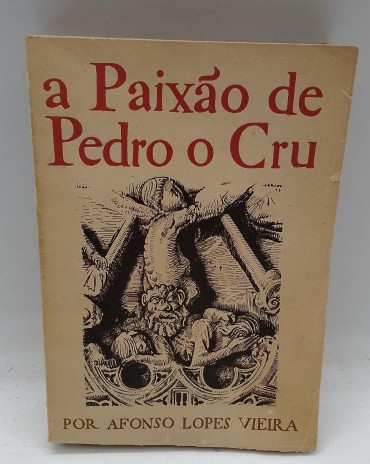 a Paixão de
Pedro o Cru
POR AFONSO LOPES VIEIRA